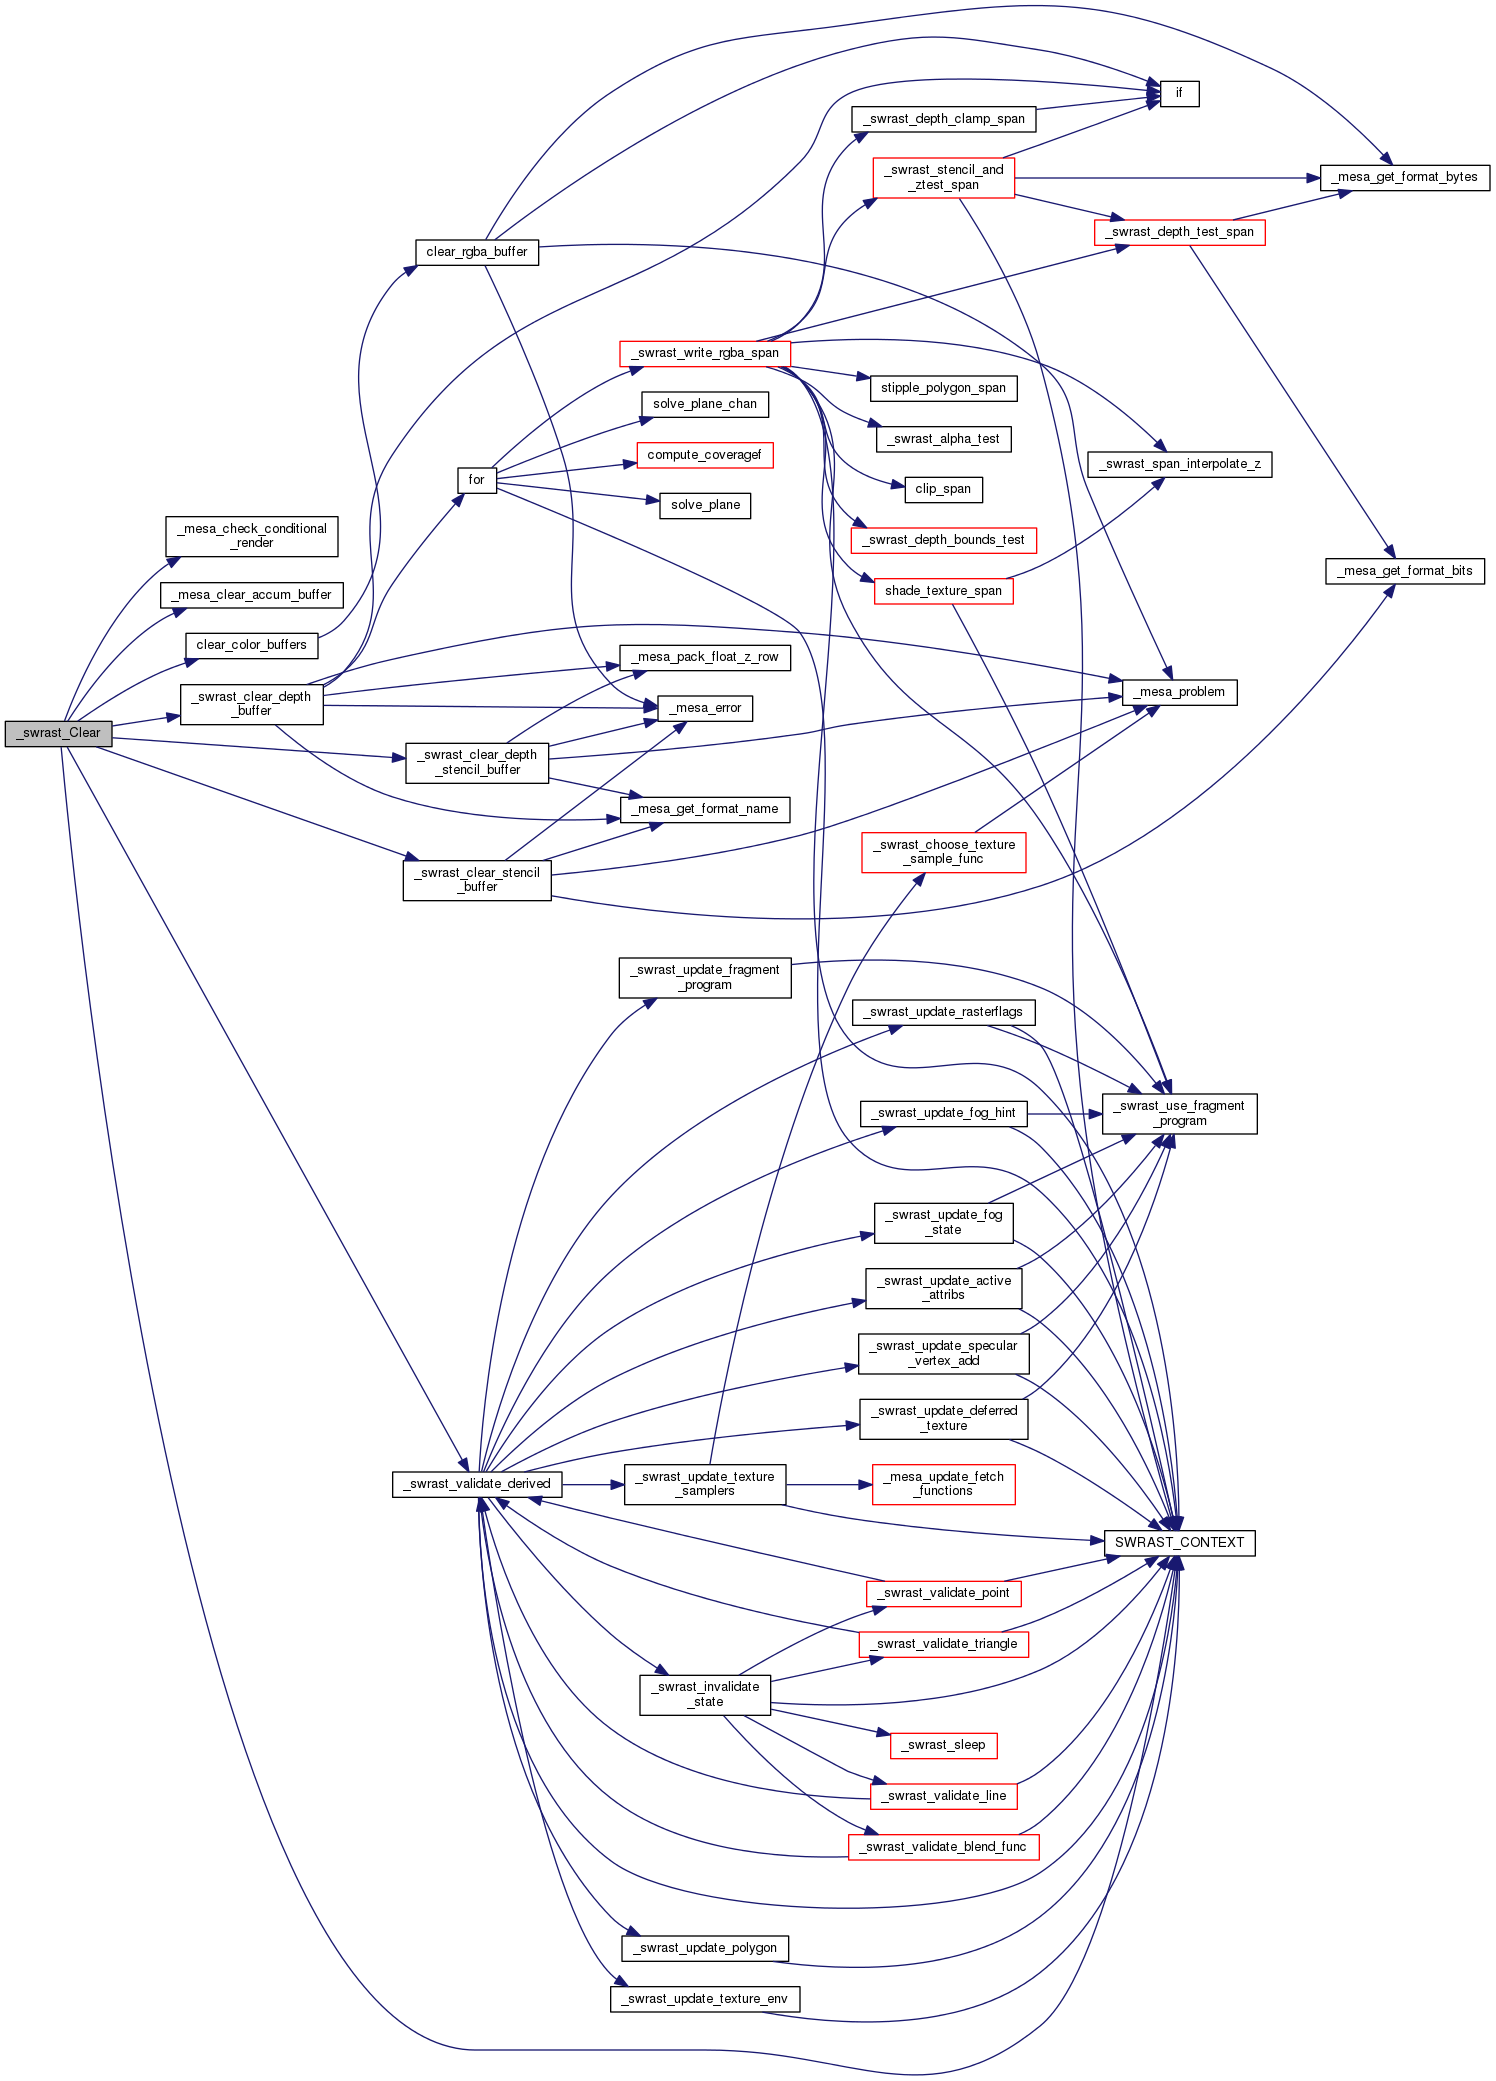 if
_swrast_depth_clamp_span
_swrast_stencil_and
_ztest_span
_mesa_get_format_bytes
_swrast_depth_test_span
clear_rgba_buffer
_swrast_write_rgba_span
stipple_polygon_span
solve_plane_chan
_swrast_alpha_test
compute_coveragef
_swrast_span_interpolate_z
for
clip_span
solve_plane
_mesa_check_conditional
_render
_swrast_depth_bounds_test
_mesa_get_format_bits
_mesa_clear_accum_buffer
shade_texture_span
clear_color_buffers
_mesa_pack_float_z_row
_swrast_clear_depth
_buffer
_mesa_error
_mesa_problem
_swrast_Clear
_swrast_clear_depth
_stencil_buffer
_mesa_get_format_name
_swrast_choose_texture
_sample_func
_swrast_clear_stencil
_buffer
_swrast_update_fragment
_program
_swrast_update_rasterflags
_swrast_update_fog_hint
_swrast_use_fragment
_program
_swrast_update_fog
_state
_swrast_update_active
_attribs
_swrast_update_specular
_vertex_add
_swrast_update_deferred
_texture
_swrast_validate_derived
_swrast_update_texture
_samplers
_mesa_update_fetch
_functions
SWRAST_CONTEXT
_swrast_validate_point
_swrast_validate_triangle
_swrast_invalidate
_state
_swrast_sleep
_swrast_validate_line
_swrast_validate_blend_func
_swrast_update_polygon
_swrast_update_texture_env